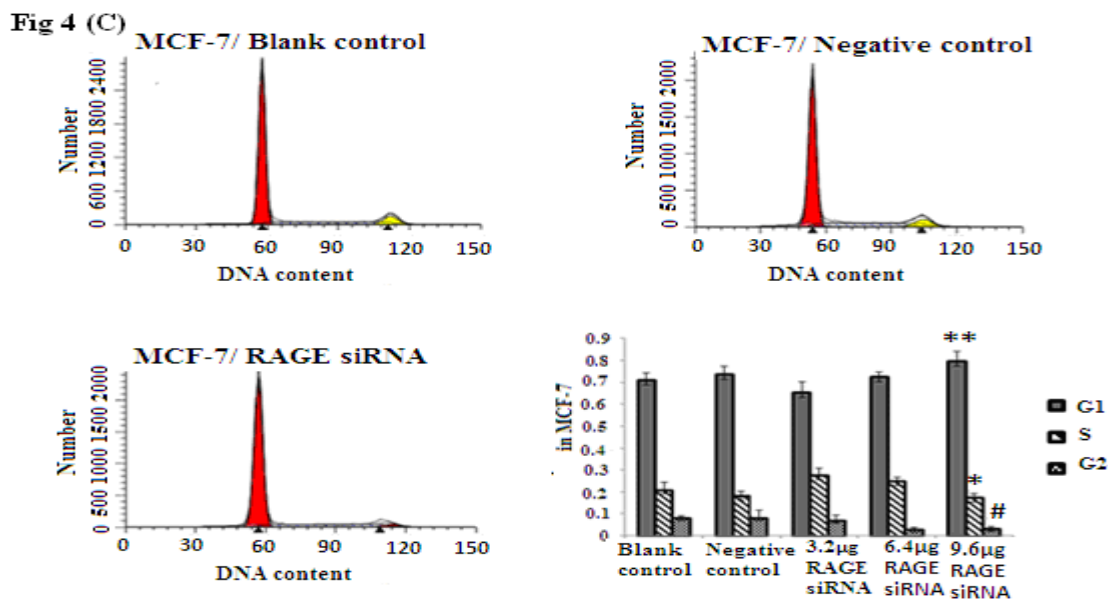 Fig 4 (C)
MCF-7/ Blank control
Number
0 600 1200 1800 2400
0 30 60 90 120 150
DNA content
MCF-7/ Negative control
Number
0 500 1000 1500 2000
0 30 60 90 120 150
DNA content
MCF-7/ RAGE siRNA
Number
0 500 1000 1500 2000
0 30 60 90 120 150
DNA content
in MCF-7
0.9
0.8
0.7
0.6
0.5
0.4
0.3
0.2
0.1
0
**
*
#
Blank
control
Negative
control
3.2µg
RAGE
siRNA
6.4µg
RAGE
siRNA
9.6µg
RAGE
siRNA
G1
S
G2